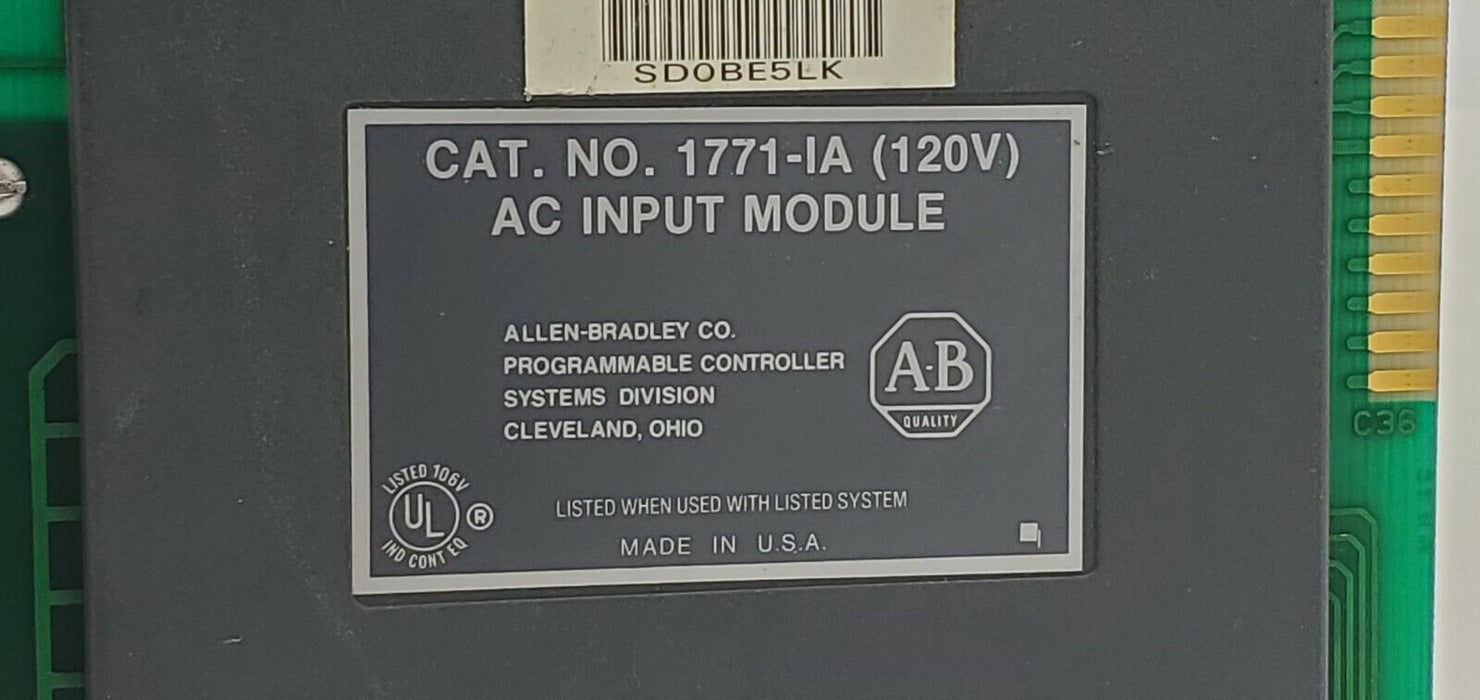 SD0BE5LK
CAT. NO. 1771-IA (120V)
AC INPUT MODULE
ALLEN-BRADLEY CO.
PROGRAMMABLE CONTROLLER
SYSTEMS DIVISION
CLEVELAND, OHIO
A-B
QUALITY
LISTED 106V
UL ®
IND CONT EQ
LISTED WHEN USED WITH LISTED SYSTEM
MADE IN U.S.A.
C36